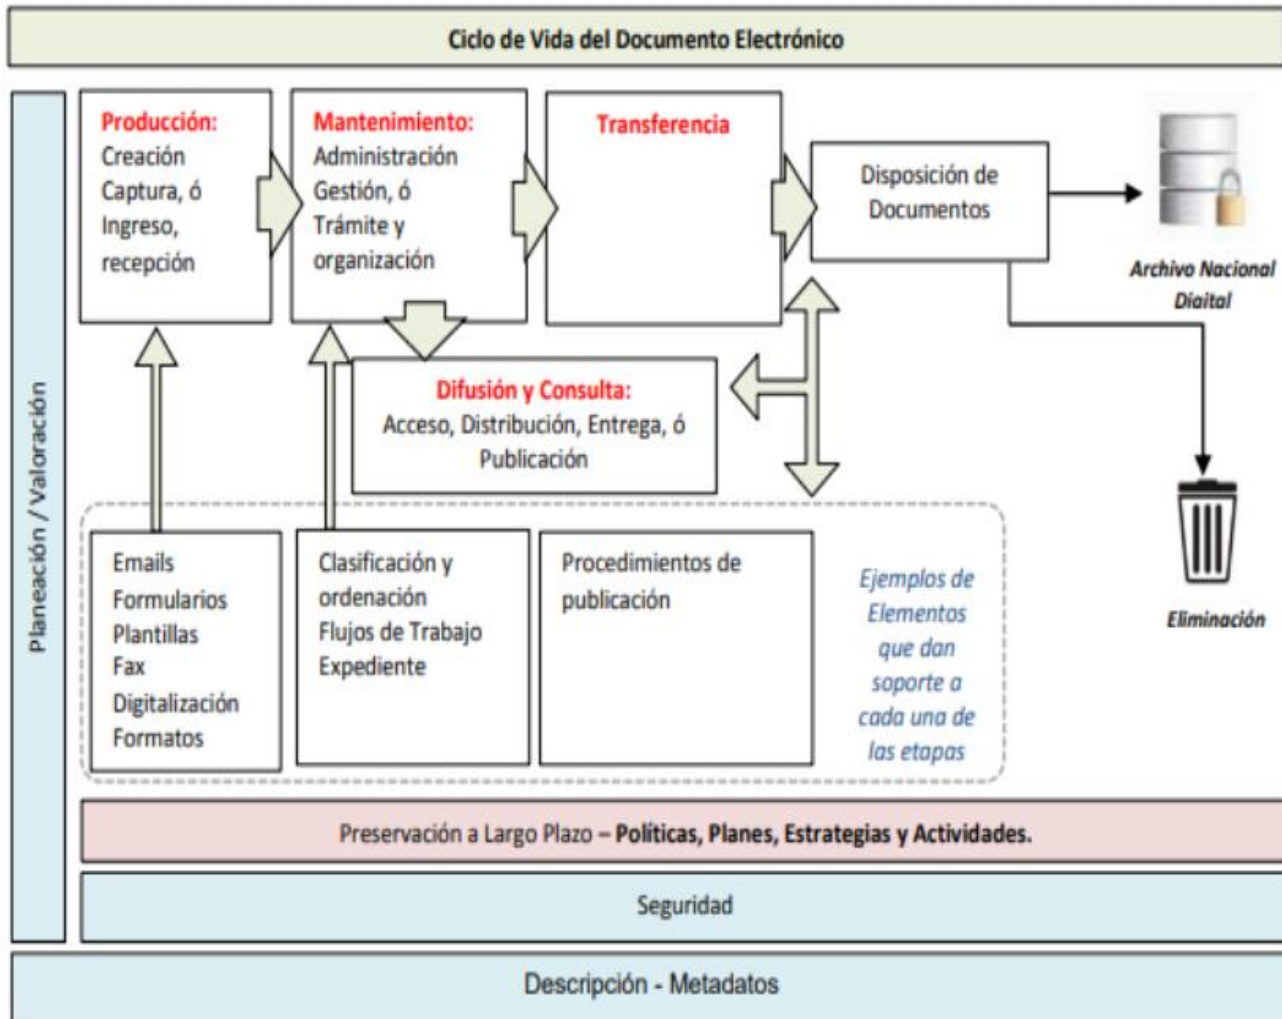 Ciclo de Vida del Documento Electrónico
Planeación / Valoración
Producción:
Creación
Captura, ó
Ingreso,
recepción
Mantenimiento:
Administración
Gestión, ó
Trámite y
organización
Transferencia
Disposición de
Documentos
Archivo Nacional
Digital
Difusión y Consulta:
Acceso, Distribución, Entrega, ó
Publicación
Eliminación
Emails
Formularios
Plantillas
Fax
Digitalización
Formatos
Clasificación y
ordenación
Flujos de Trabajo
Expediente
Procedimientos de
publicación
Ejemplos de
Elementos
que dan
soporte a
cada una de
las etapas
Preservación a Largo Plazo – Políticas, Planes, Estrategias y Actividades.
Seguridad
Descripción - Metadatos